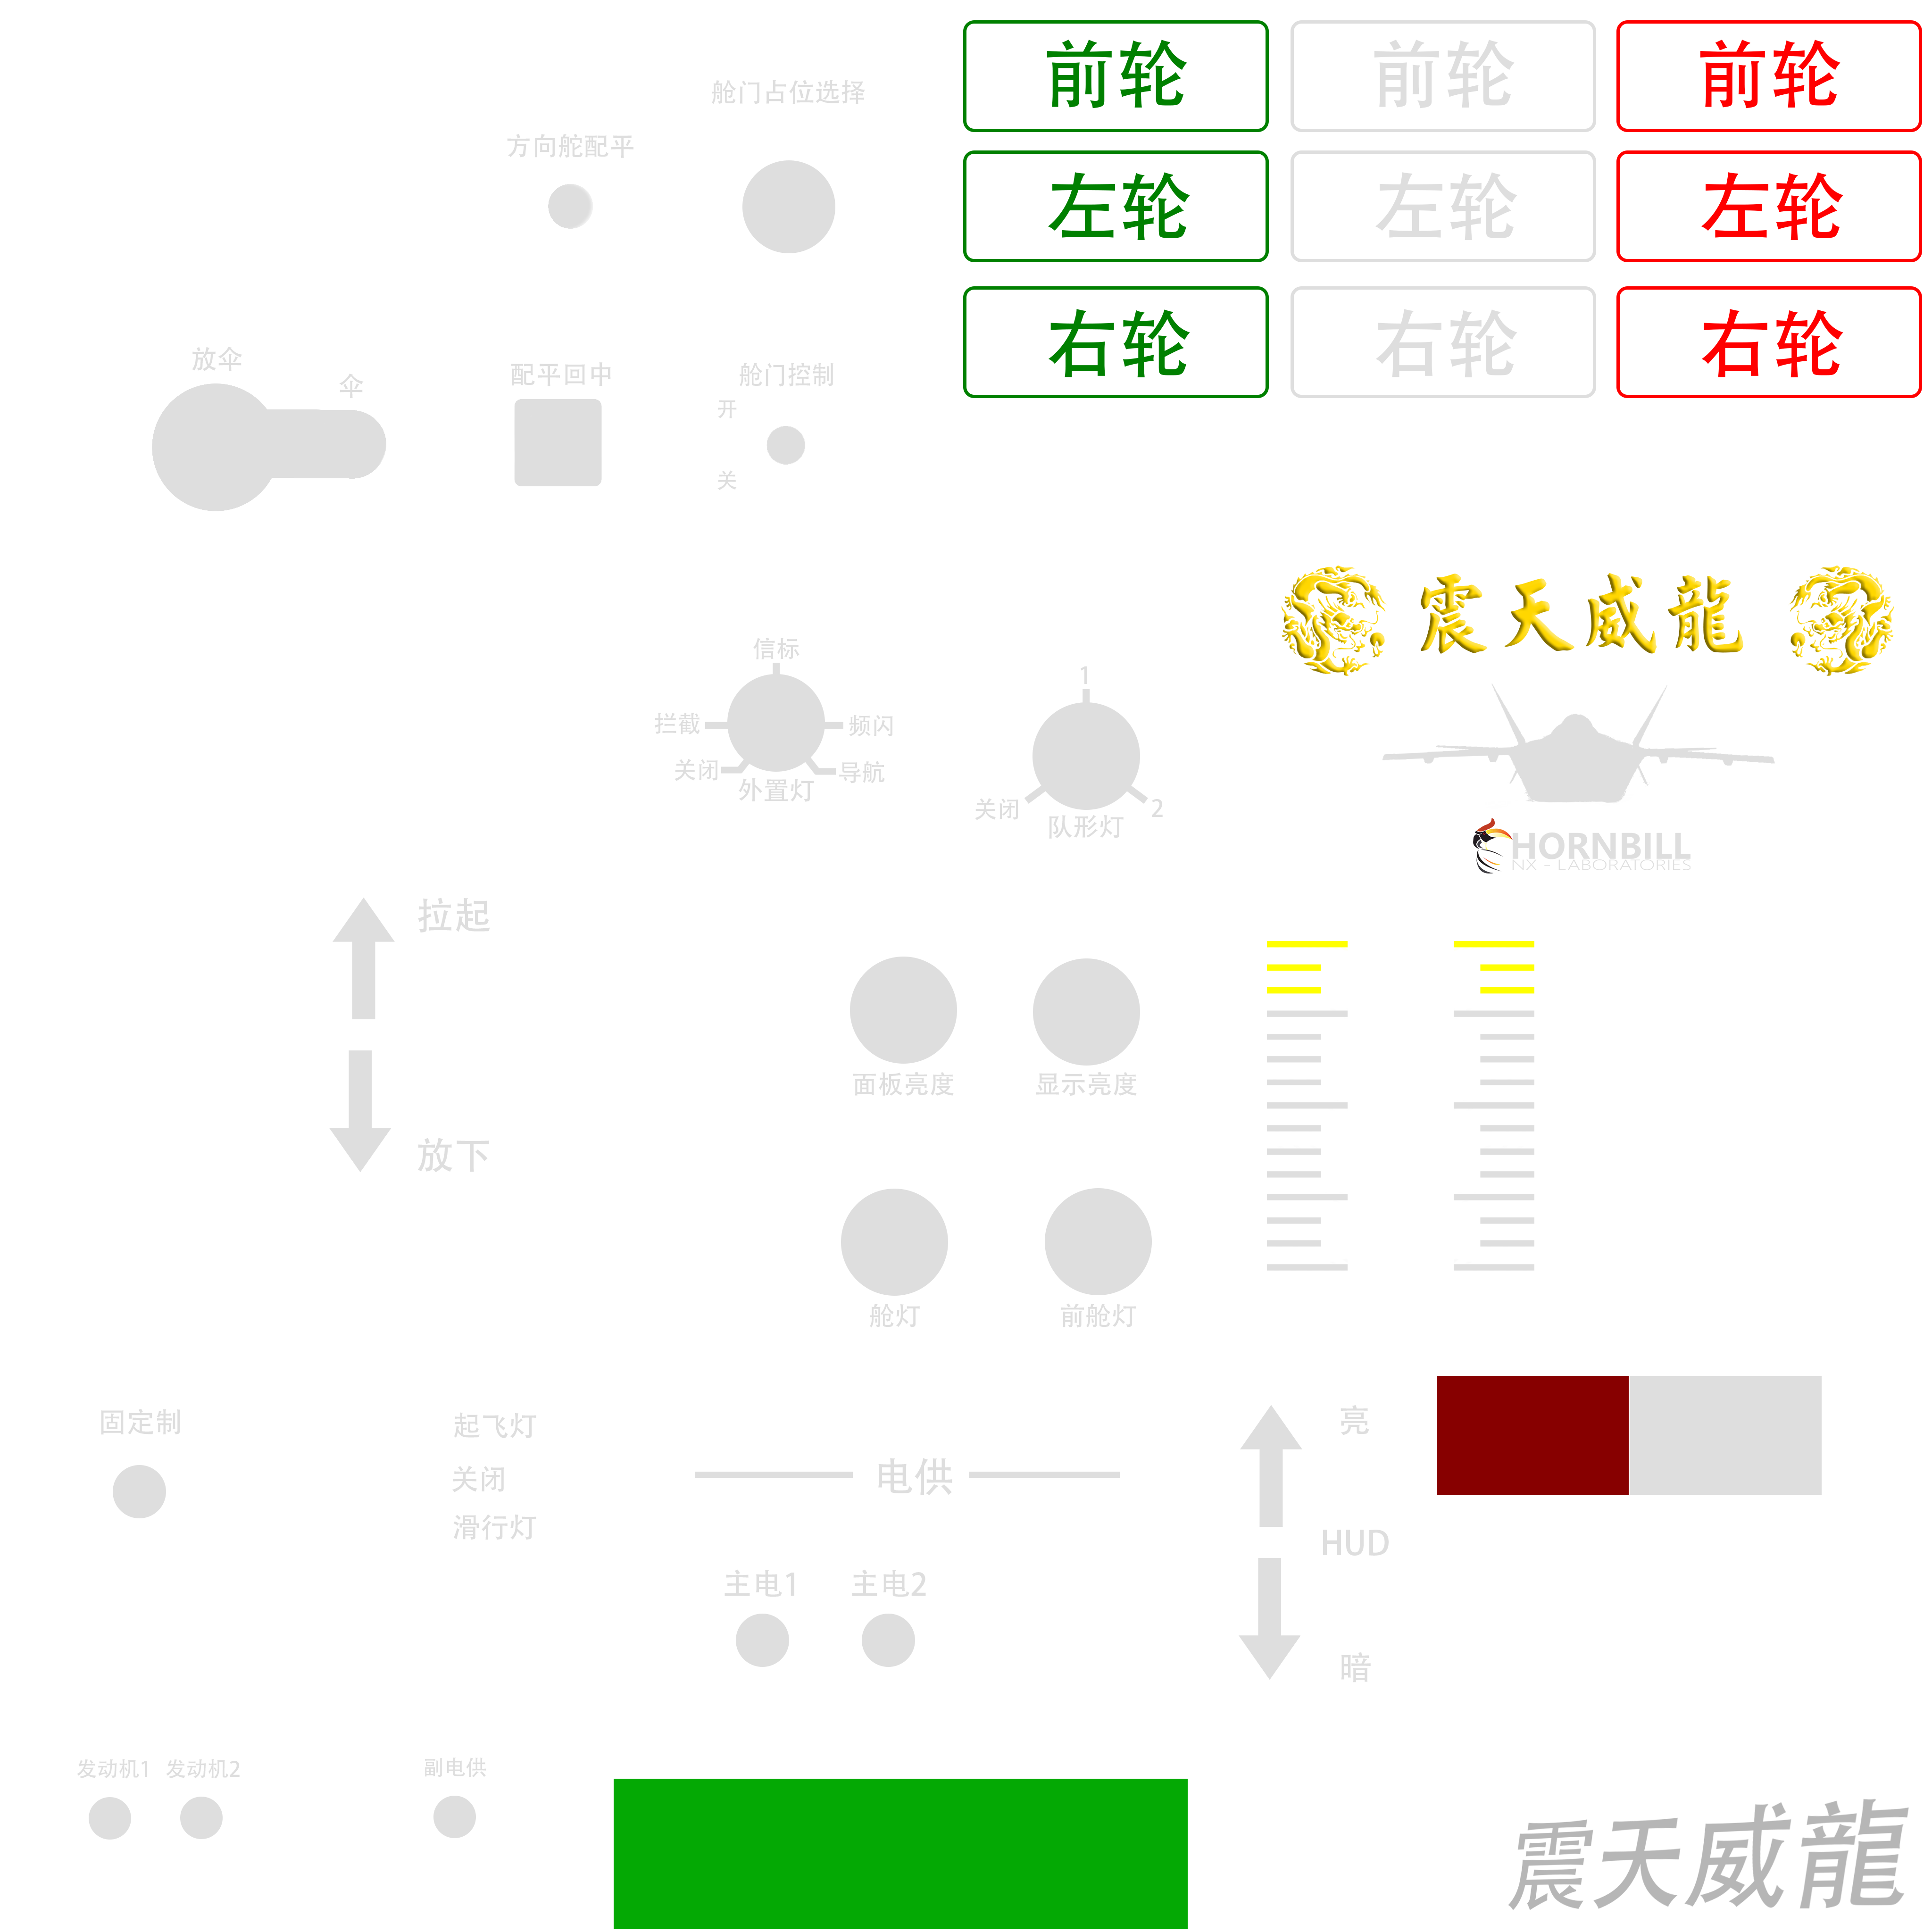 前轮 前轮 前轮
舱门占位选择
方向舵配平
左轮 左轮 左轮
右轮 右轮 右轮
放伞
伞
配平回中
舱门控制
开
关
震天威龍
信标
拦截
频闪
关闭
导航
外置灯
1
关闭
2
队形灯
HORNBILL
NX - LABORATORIES
拉起
放下
面板亮度
显示亮度
舱灯
前舱灯
固定制
起飞灯
关闭
滑行灯
电供
亮
HUD
暗
主电1
主电2
发动机1
发动机2
副电供
震天威龍